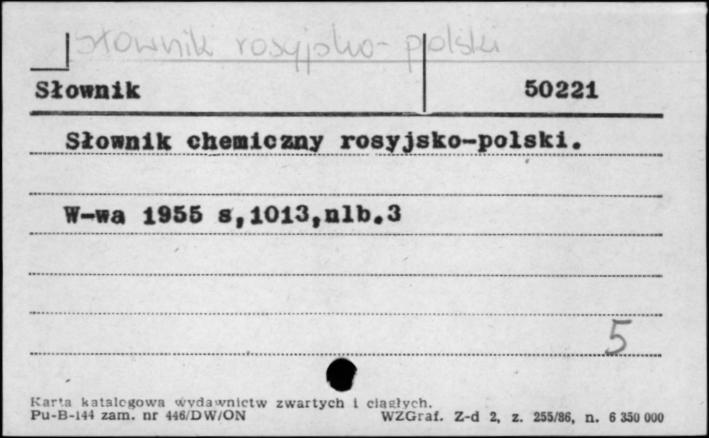 słownik rosyjsko-polski
Słownik 50221
Słownik chemiczny rosyjsko-polski.
W-wa 1955 s,1013,nlb.3
5
Karta katalogowa wydawnictw zwartych i ciągłych.
Pu-B-144 zam. nr 446/DW/ON WZGraf. Z-d 2, z. 255/86, n. 6 350 000